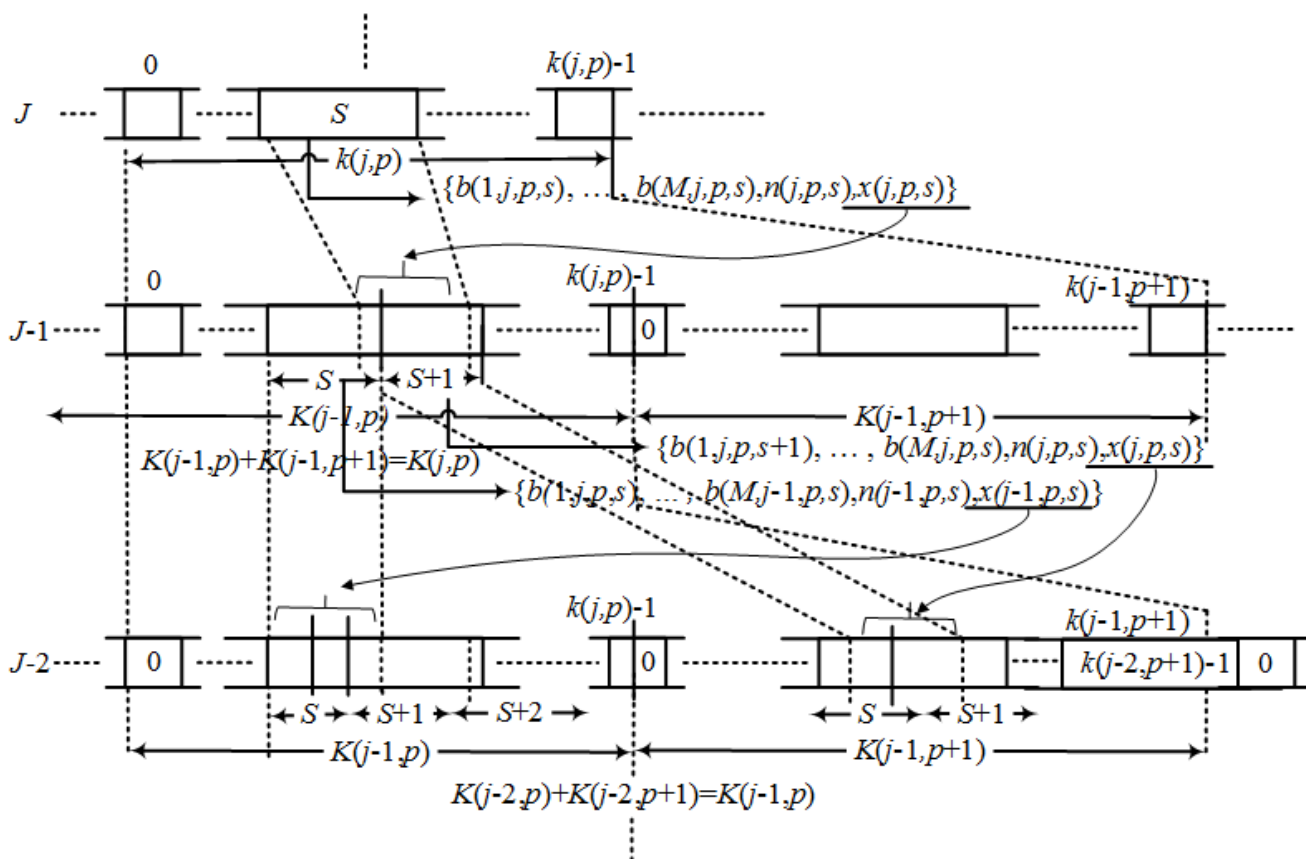 0 k(j,p)-1
J S
k(j,p)
{b(1,j,p,s), ... , b(M,j,p,s),n(j,p,s),x(j,p,s)}
0 k(j,p)-1 k(j-1,p+1)
J-1 0
S S+1
K(j-1,p) K(j-1,p+1)
{b(1,j,p,s+1), ... , b(M,j,p,s),n(j,p,s),x(j,p,s)}
K(j-1,p)+K(j-1,p+1)=K(j,p)
{b(1,j,p,s), ... , b(M,j-1,p,s),n(j-1,p,s),x(j-1,p,s)}
k(j,p)-1 k(j-1,p+1)
J-2 0 0 k(j-2,p+1)-1 0
S S+1 S+2 S S+1
K(j-1,p) K(j-1,p+1)
K(j-2,p)+K(j-2,p+1)=K(j-1,p)